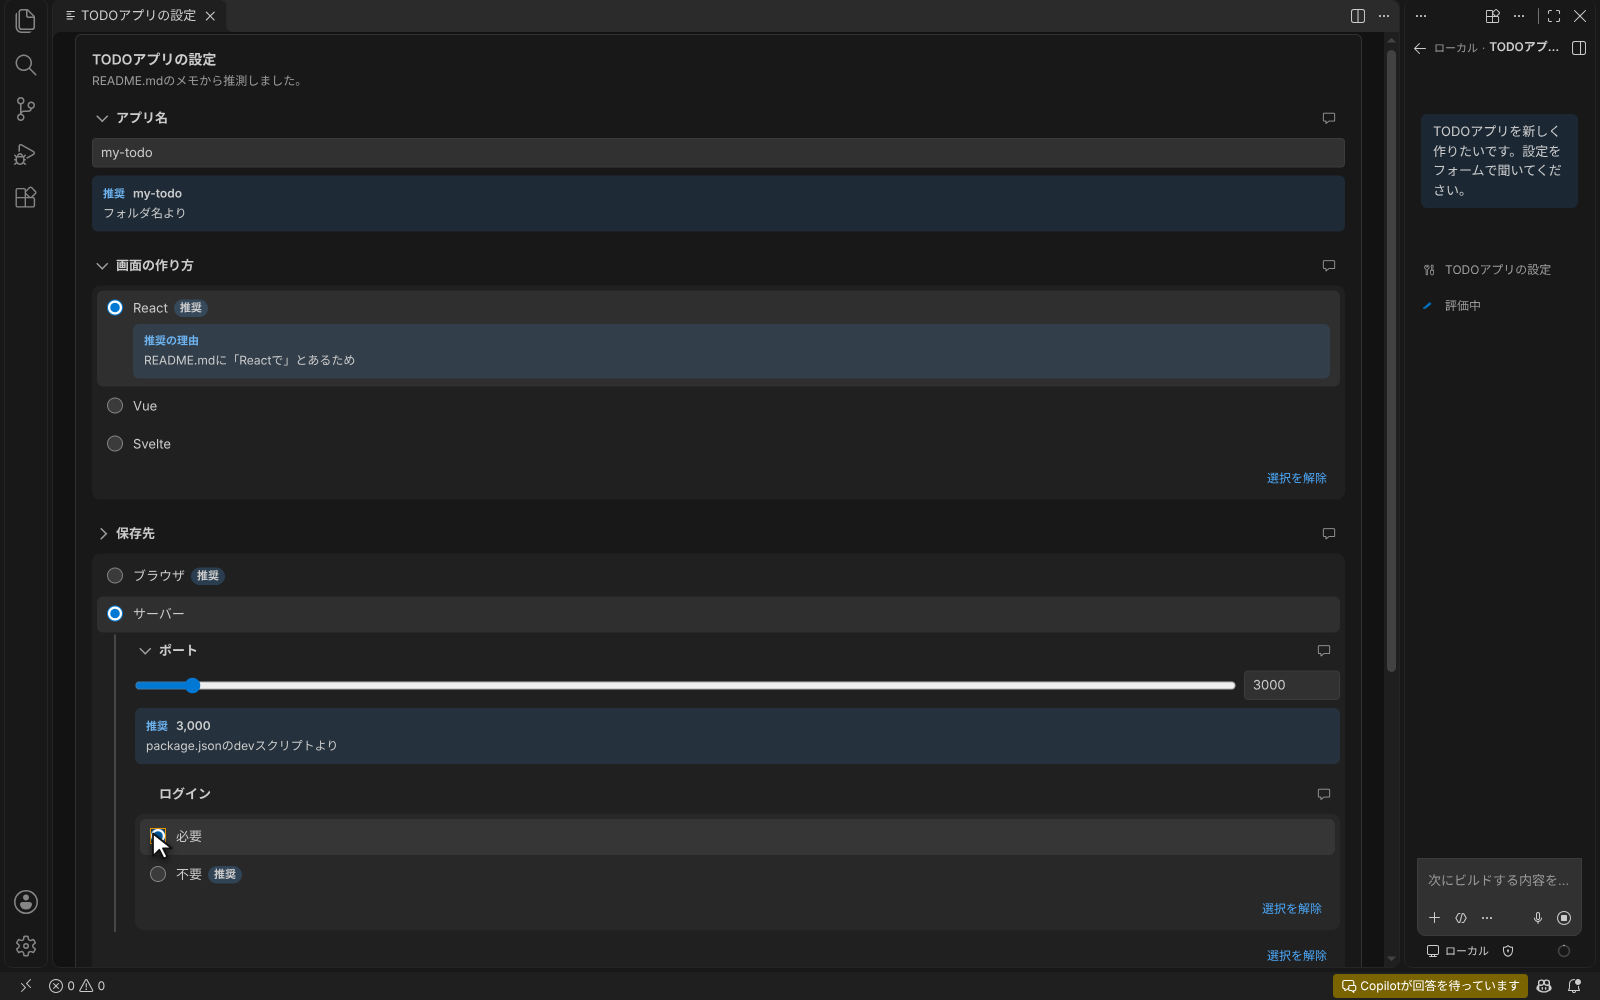 TODOアプリの設定
TODOアプリの設定
README.mdのメモから推測しました。
アプリ名
my-todo
推奨 my-todo
フォルダ名より
画面の作り方
React 推奨
推奨の理由
README.mdに「Reactで」とあるため
Vue
Svelte
選択を解除
保存先
ブラウザ 推奨
サーバー
ポート
3000
推奨 3,000
package.jsonのdevスクリプトより
ログイン
必要
不要 推奨
選択を解除
選択を解除
ローカル · TODOアプ...
TODOアプリを新しく
作りたいです。設定を
フォームで聞いてくだ
さい。
TODOアプリの設定
評価中
次にビルドする内容を...
ローカル
0 0
Copilotが回答を待っています